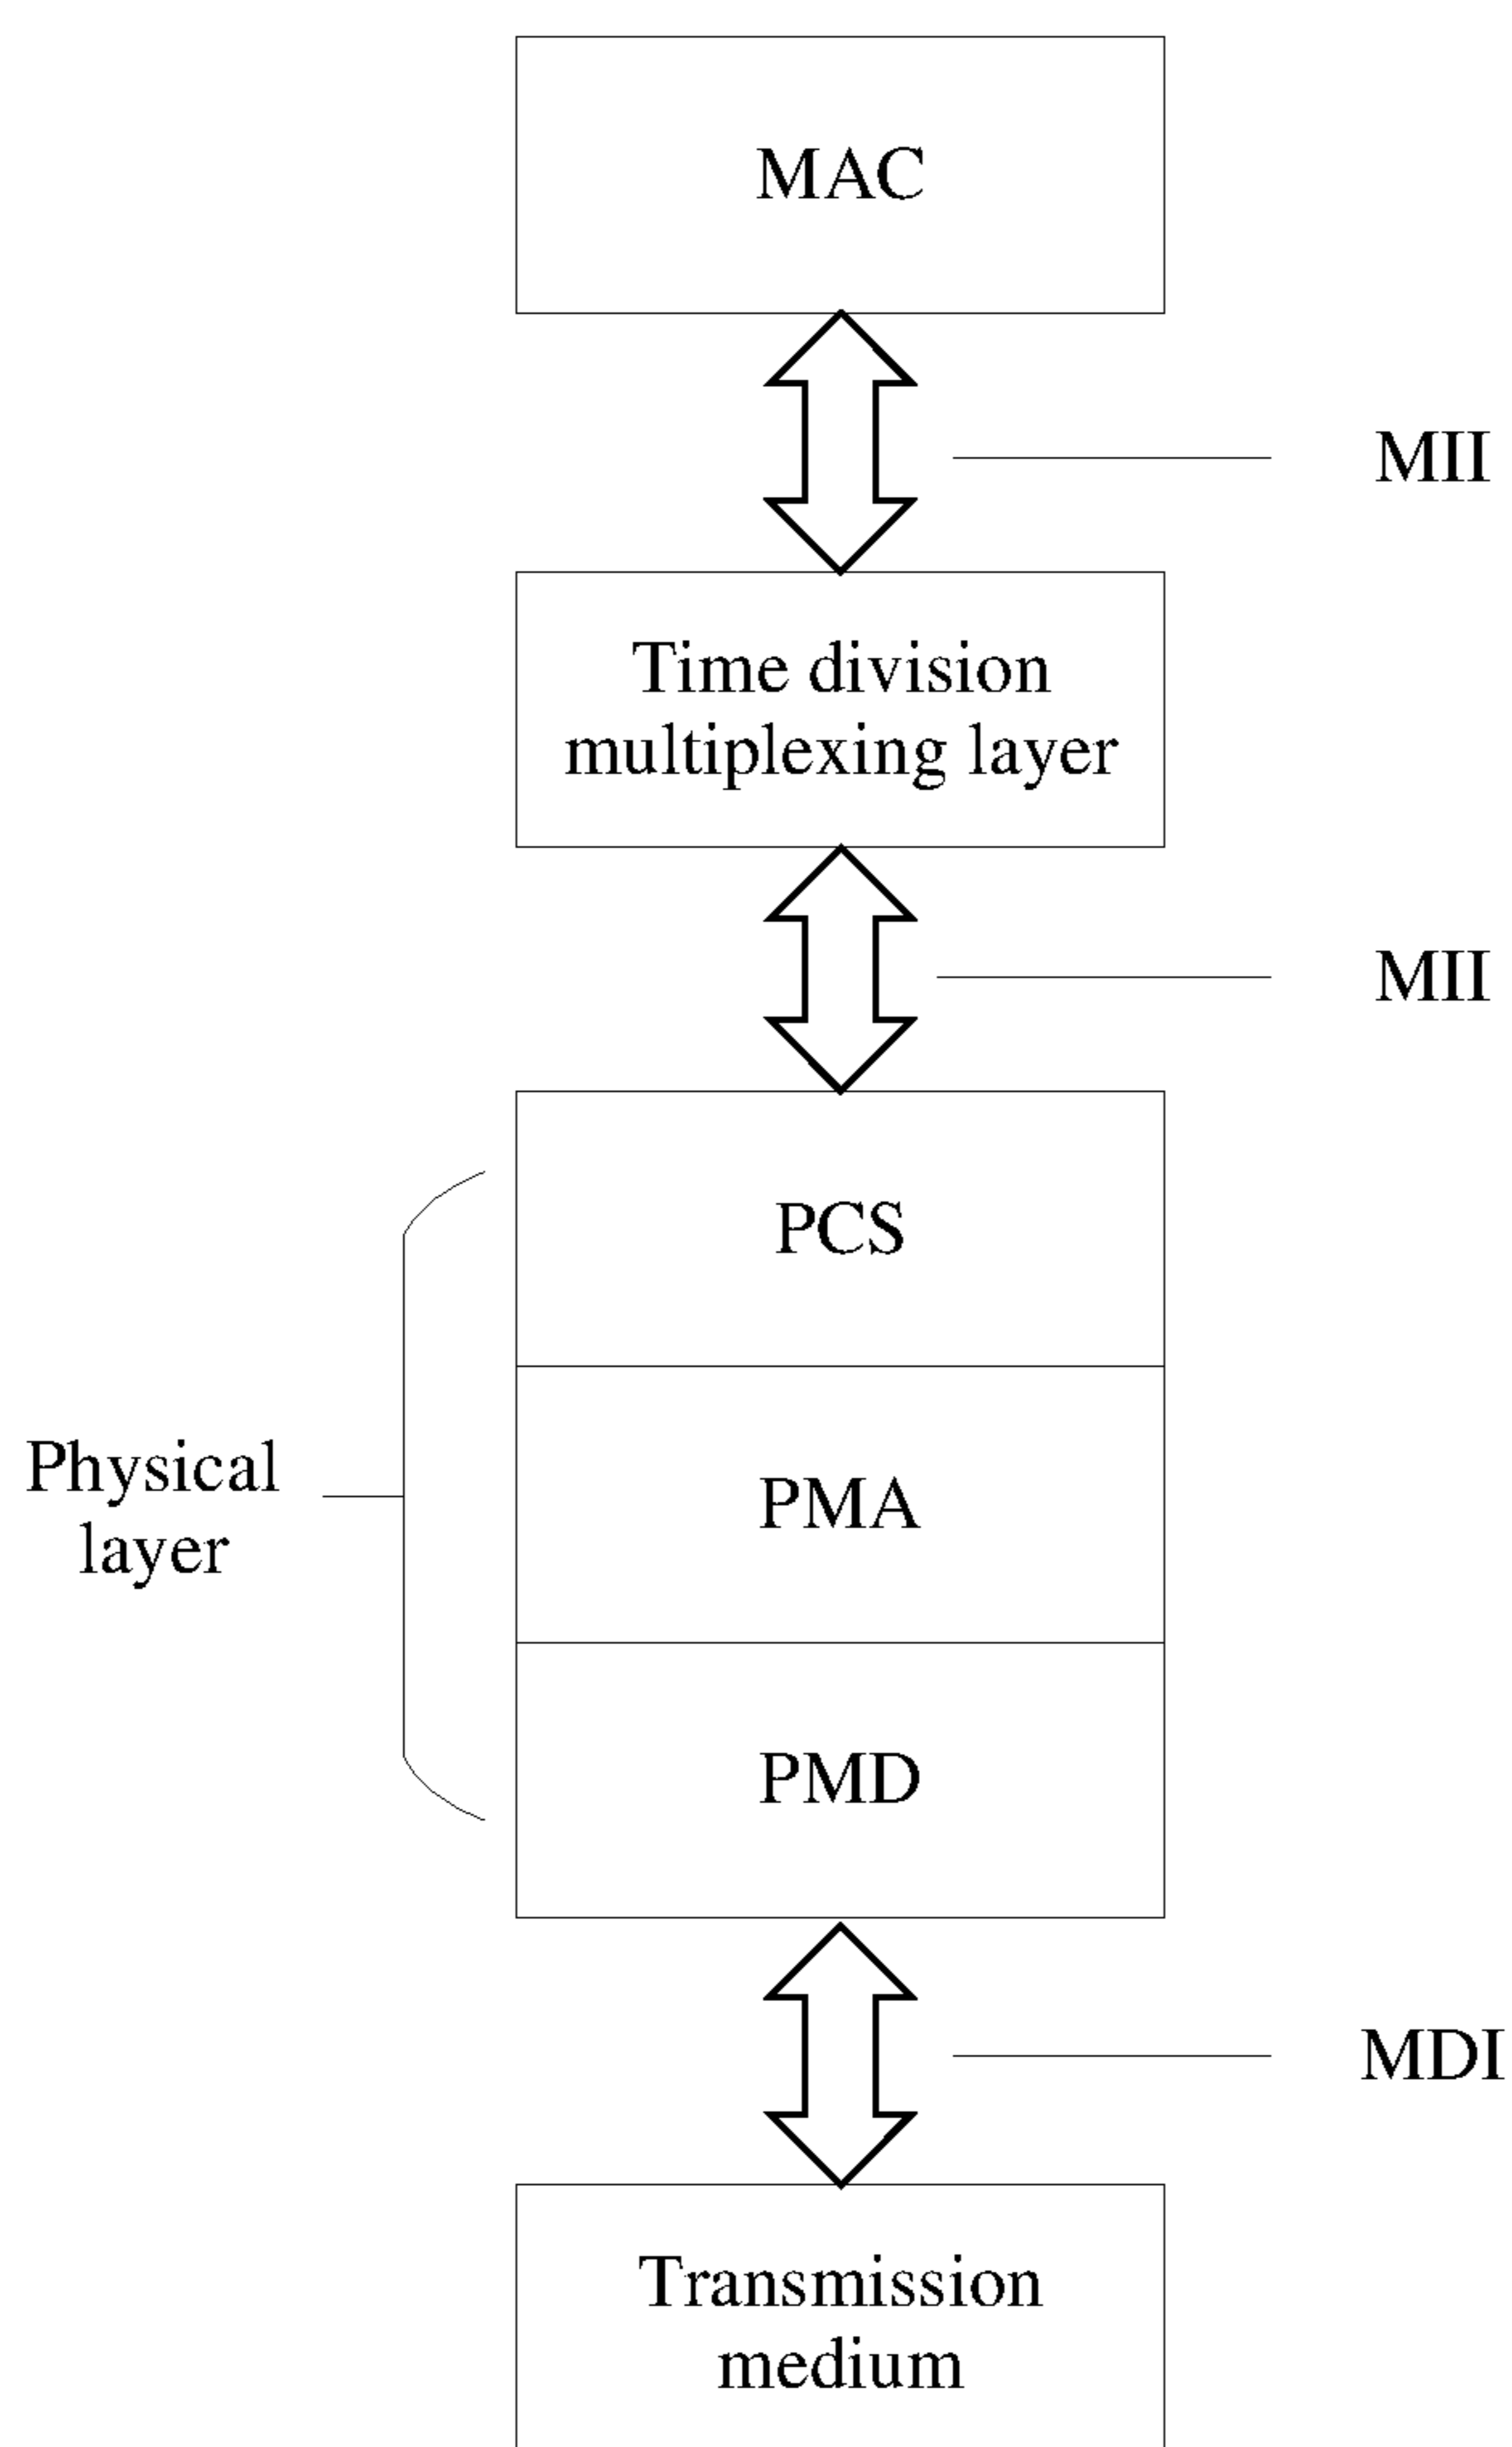 MAC
MII
Time division
multiplexing layer
MII
PCS
Physical
layer
PMA
PMD
MDI
Transmission
medium